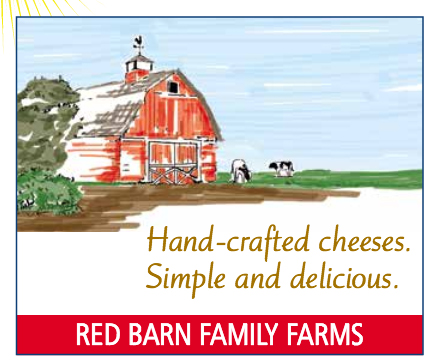 Hand-crafted cheeses.
Simple and delicious.
RED BARN FAMILY FARMS